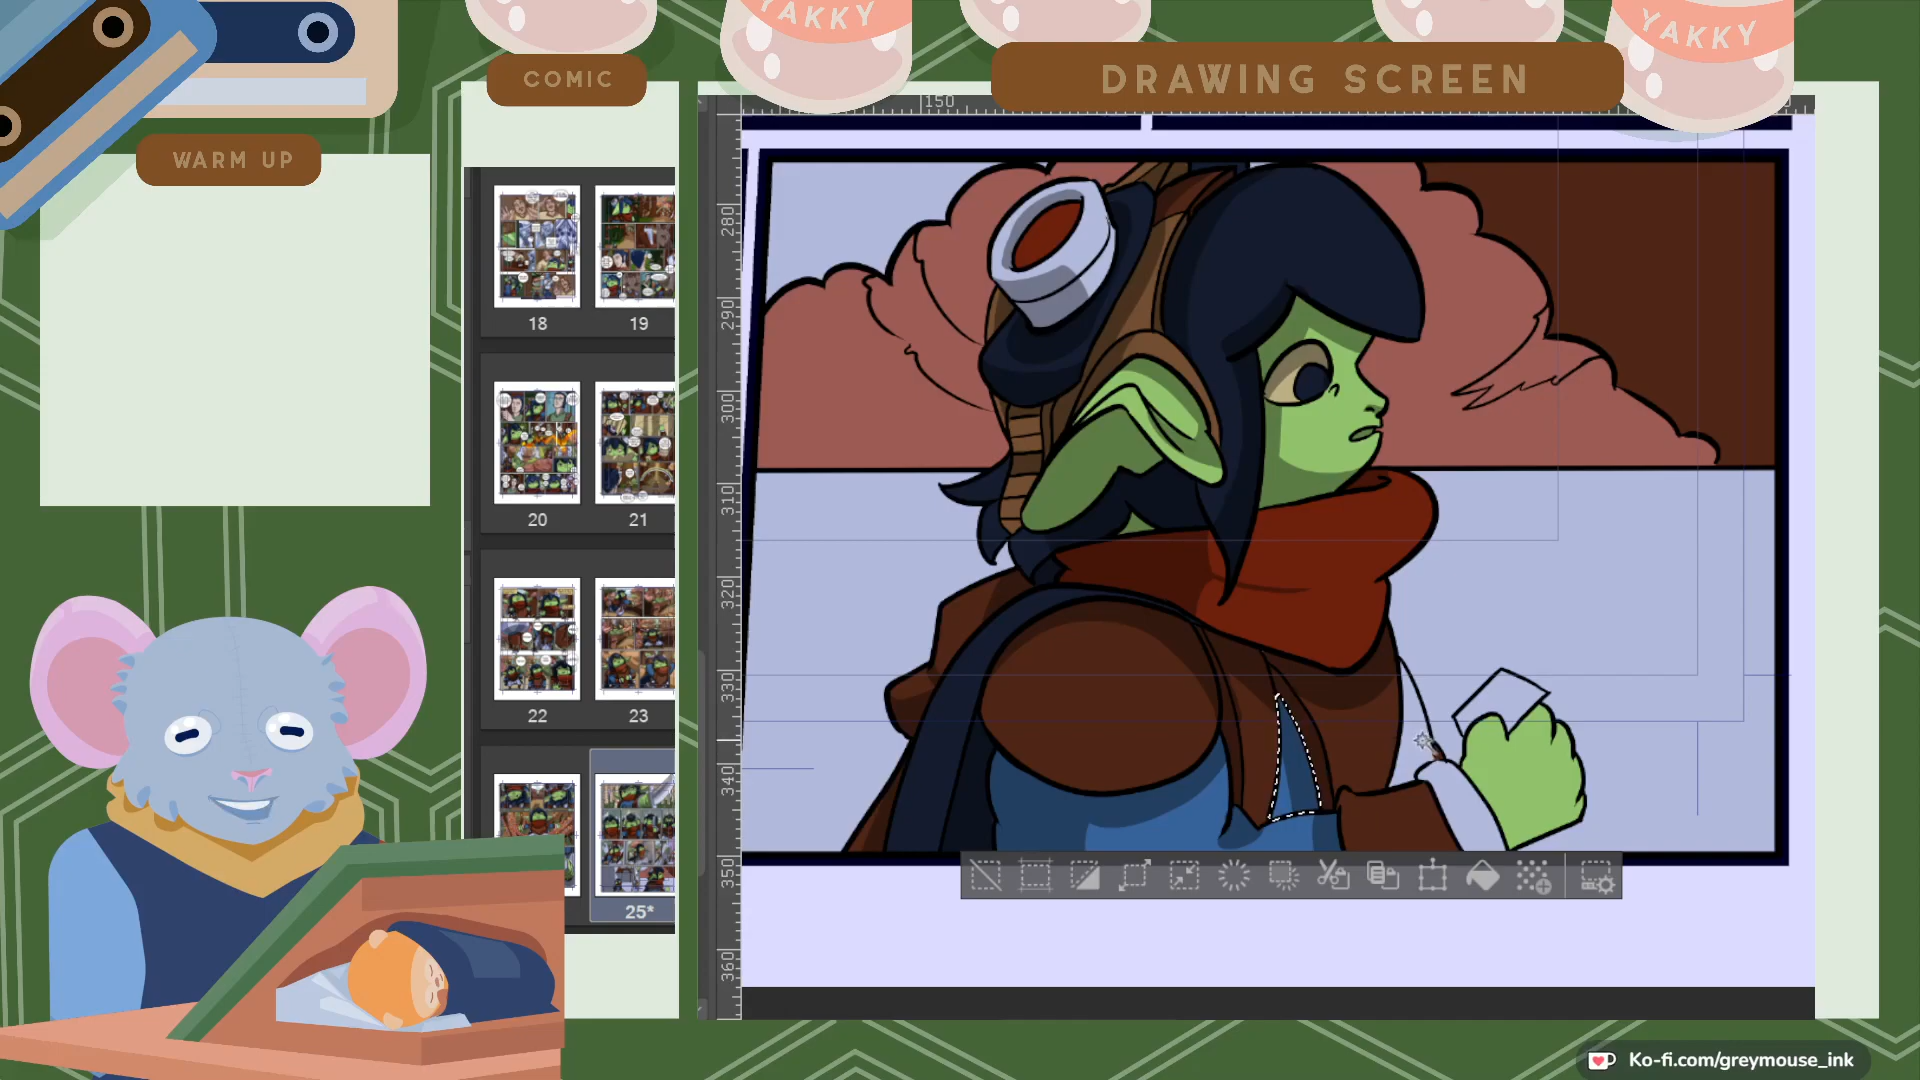 YAKKY
YAKKY
COMIC
DRAWING SCREEN
WARM UP
150
280
290
300
310
320
330
340
350
360
18
19
20
21
22
23
25*
Ko-fi.com/greymouse_ink